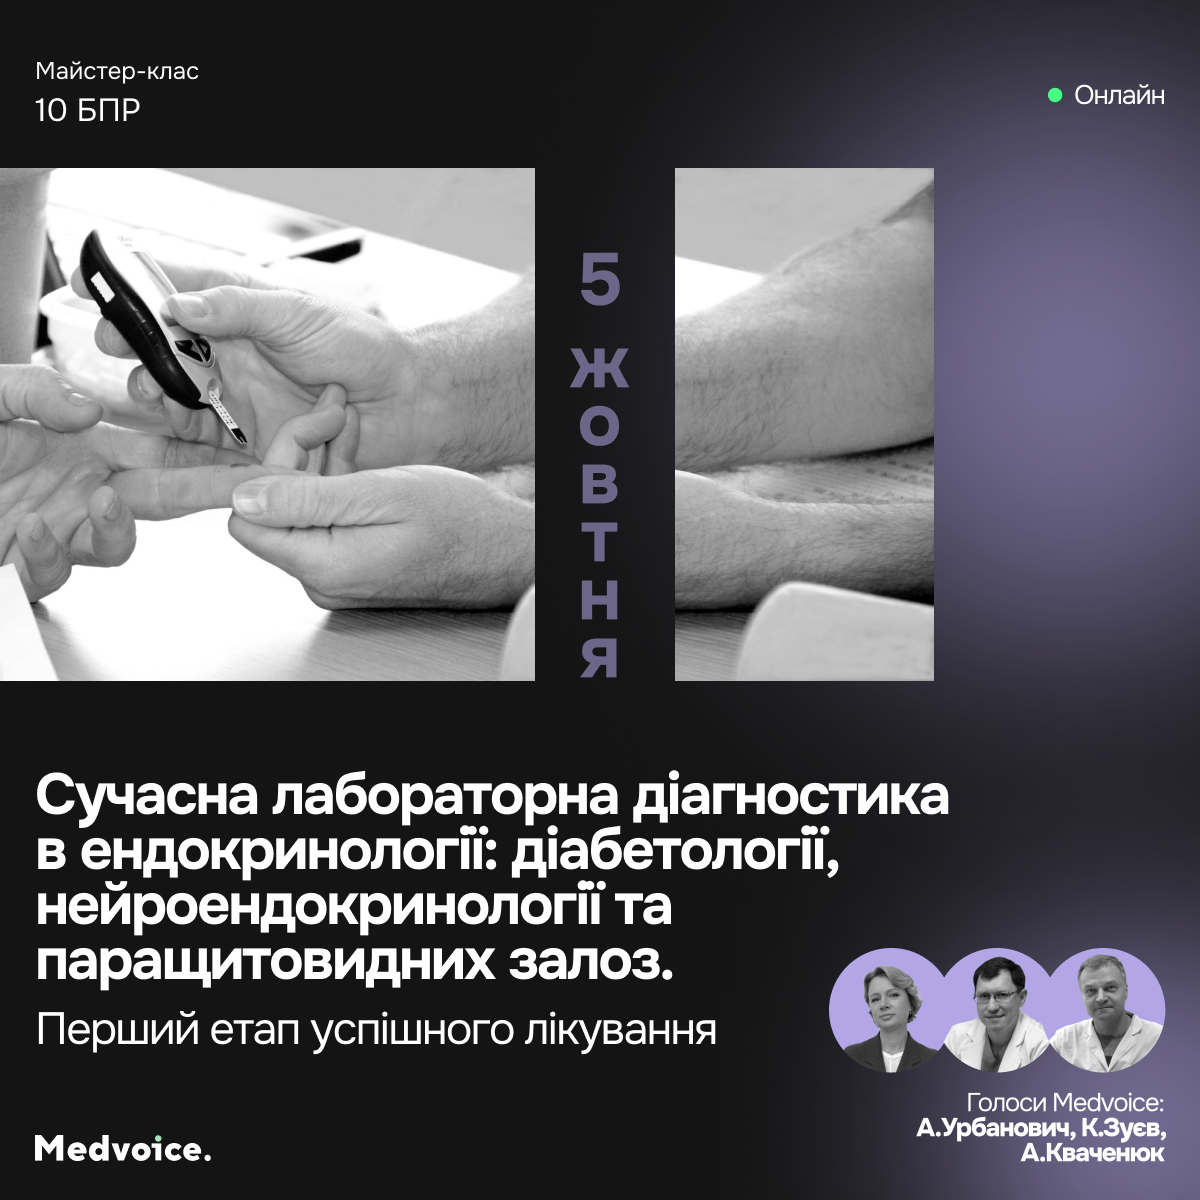 Майстер-клас
10 БПР
Онлайн
5
ЖОВТНЯ
Сучасна лабораторна діагностика
в ендокринології: діабетології,
нейроендокринології та
паращитовидних залоз.
Перший етап успішного лікування
Голоси Medvoice:
А.Урбанович, К.Зуєв,
А.Кваченюк
Medvoice.